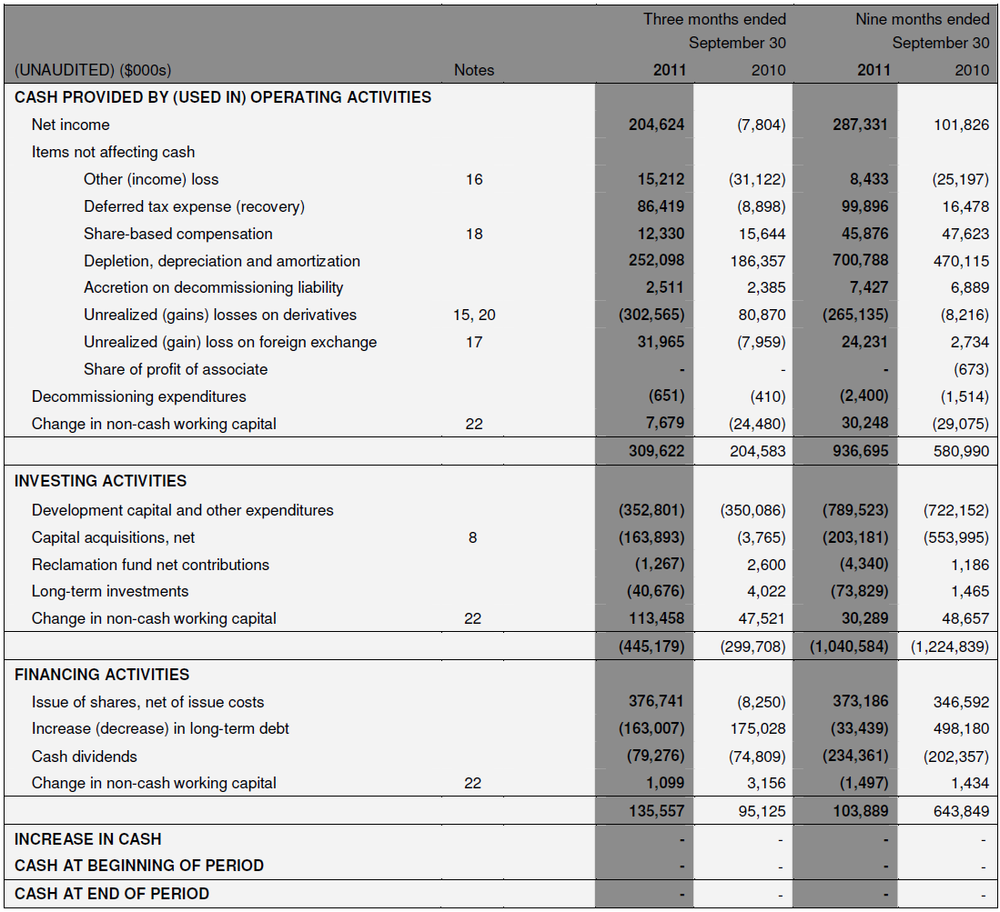 Three months ended Nine months ended
September 30 September 30
(UNAUDITED) ($000s) Notes 2011 2010 2011 2010
CASH PROVIDED BY (USED IN) OPERATING ACTIVITIES
Net income 204,624 (7,804) 287,331 101,826
Items not affecting cash
Other (income) loss 16 15,212 (31,122) 8,433 (25,197)
Deferred tax expense (recovery) 86,419 (8,898) 99,896 16,478
Share-based compensation 18 12,330 15,644 45,876 47,623
Depletion, depreciation and amortization 252,098 186,357 700,788 470,115
Accretion on decommissioning liability 2,511 2,385 7,427 6,889
Unrealized (gains) losses on derivatives 15, 20 (302,565) 80,870 (265,135) (8,216)
Unrealized (gain) loss on foreign exchange 17 31,965 (7,959) 24,231 2,734
Share of profit of associate - - - (673)
Decommissioning expenditures (651) (410) (2,400) (1,514)
Change in non-cash working capital 22 7,679 (24,480) 30,248 (29,075)
309,622 204,583 936,695 580,990
INVESTING ACTIVITIES
Development capital and other expenditures (352,801) (350,086) (789,523) (722,152)
Capital acquisitions, net 8 (163,893) (3,765) (203,181) (553,995)
Reclamation fund net contributions (1,267) 2,600 (4,340) 1,186
Long-term investments (40,676) 4,022 (73,829) 1,465
Change in non-cash working capital 22 113,458 47,521 30,289 48,657
(445,179) (299,708) (1,040,584) (1,224,839)
FINANCING ACTIVITIES
Issue of shares, net of issue costs 376,741 (8,250) 373,186 346,592
Increase (decrease) in long-term debt (163,007) 175,028 (33,439) 498,180
Cash dividends (79,276) (74,809) (234,361) (202,357)
Change in non-cash working capital 22 1,099 3,156 (1,497) 1,434
135,557 95,125 103,889 643,849
INCREASE IN CASH - - - -
CASH AT BEGINNING OF PERIOD - - - -
CASH AT END OF PERIOD - - - -